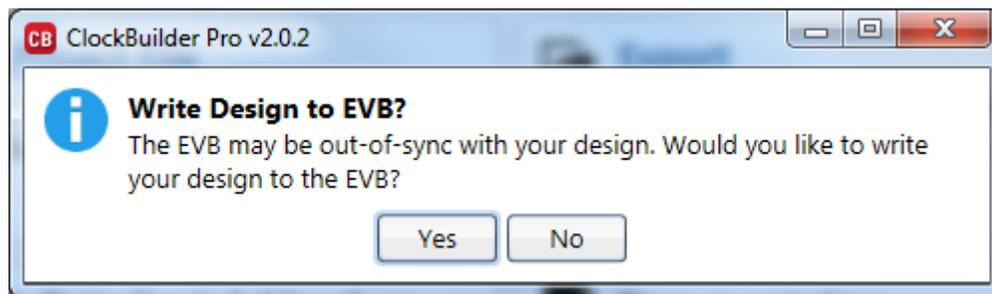 CB ClockBuilder Pro v2.0.2
Export
Write Design to EVB?
The EVB may be out-of-sync with your design. Would you like to write
your design to the EVB?
Yes No